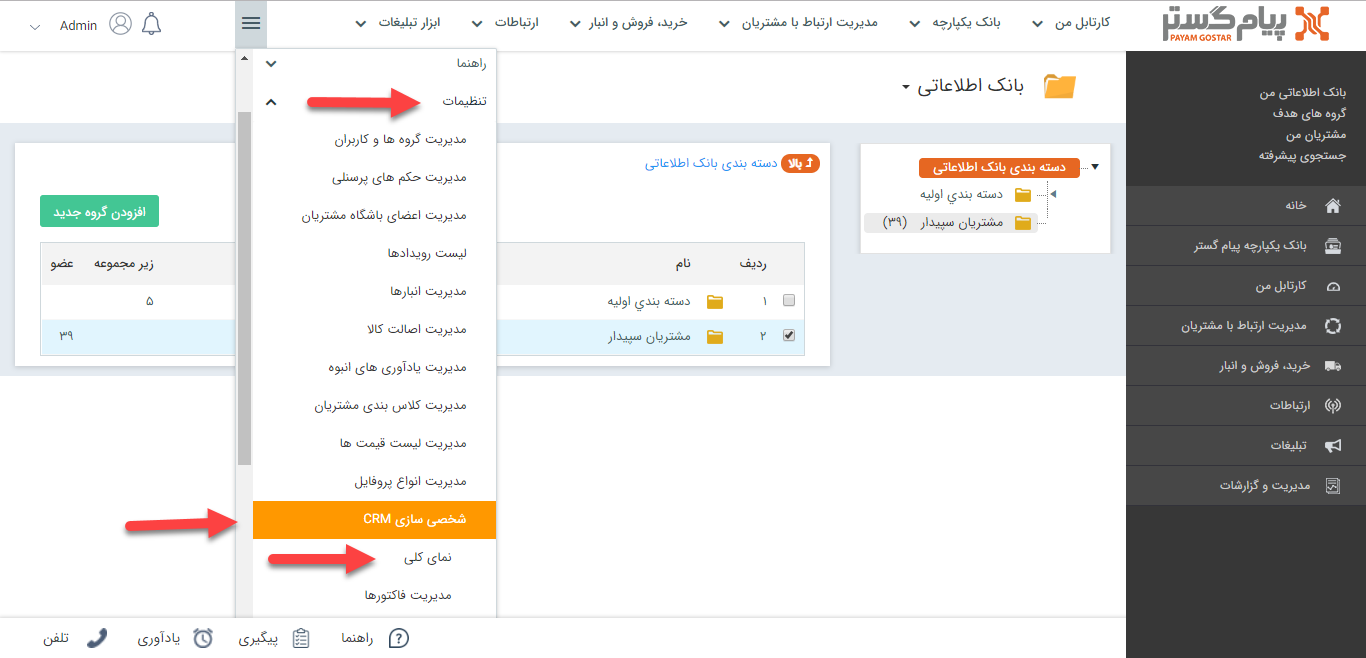 پیام گستر
PAYAM GOSTAR
کارتابل من
بانک یکپارچه
مدیریت ارتباط با مشتریان
خرید، فروش و انبار
ارتباطات
ابزار تبلیغات
Admin
بانک اطلاعاتی من
گروه های هدف
مشتریان من
جستجوی پیشرفته
خانه
بانک یکپارچه پیام گستر
کارتابل من
مدیریت ارتباط با مشتریان
خرید، فروش و انبار
ارتباطات
تبلیغات
مدیریت و گزارشات
بانک اطلاعاتی
دسته بندی بانک اطلاعاتی
دسته بندي اوليه
مشتریان سپیدار (۳۹)
بالا دسته بندی بانک اطلاعاتی
افزودن گروه جدید
ردیف نام زیر مجموعه عضو
۱ دسته بندي اوليه ۵
۲ مشتریان سپیدار ۳۹
راهنما
تنظیمات
مدیریت گروه ها و کاربران
مدیریت حکم های پرسنلی
مدیریت اعضای باشگاه مشتریان
لیست رویدادها
مدیریت انبارها
مدیریت اصالت کالا
مدیریت یادآوری های انبوه
مدیریت کلاس بندی مشتریان
مدیریت لیست قیمت ها
مدیریت انواع پروفایل
شخصی سازی CRM
نمای کلی
مدیریت فاکتورها
راهنما
پیگیری
یادآوری
تلفن